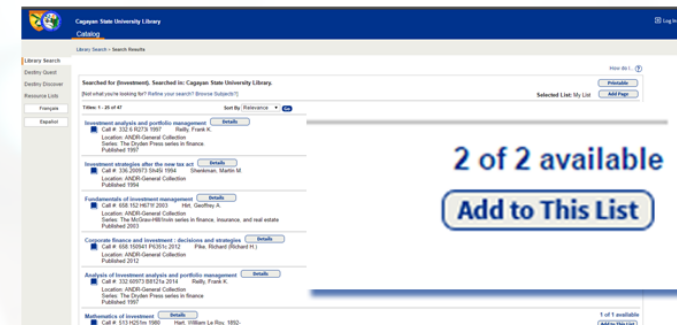 Cagayan State University Library
Log In
Catalog
Library Search > Search Results
Library Search
Destiny Quest
Destiny Discover
Resource Lists
Français
Español
How do I...
Searched for (Investment). Searched in: Cagayan State University Library.
Printable
[Not what you're looking for? Refine your search? Browse Subjects?]
Selected List: My List
Add Page
Titles: 1 - 25 of 47
Sort By Relevance
Go
Investment analysis and portfolio management
Details
Call #: 332.6 R273i 1997 Reilly, Frank K.
Location: ANDR-General Collection
Series: The Dryden Press series in finance
Published 1997
Investment strategies after the new tax act
Details
Call #: 336.200973 Sh45i 1994 Shenkman, Martin M.
Location: ANDR-General Collection
Published 1994
Fundamentals of investment management
Details
Call #: 658.152 H671f 2003 Hirt, Geoffrey A.
Location: ANDR-General Collection
Series: The McGraw-Hill/Irwin series in finance, insurance, and real estate
Published 2003
Corporate finance and investment : decisions and strategies
Details
Call #: 658.150941 P6351c 2012 Pike, Richard (Richard H.)
Location: ANDR-General Collection
Published 2012
Analysis of Investment analysis and portfolio management
Details
Call #: 332.60973 B8121a 2014 Reilly, Frank K.
Location: ANDR-General Collection
Series: The Dryden Press series in finance
Published 1997
Mathematics of investment
Details
Call #: 513 H251m 1980 Hart, William Le Roy, 1892-
2 of 2 available
Add to This List
1 of 1 available
Add to This List